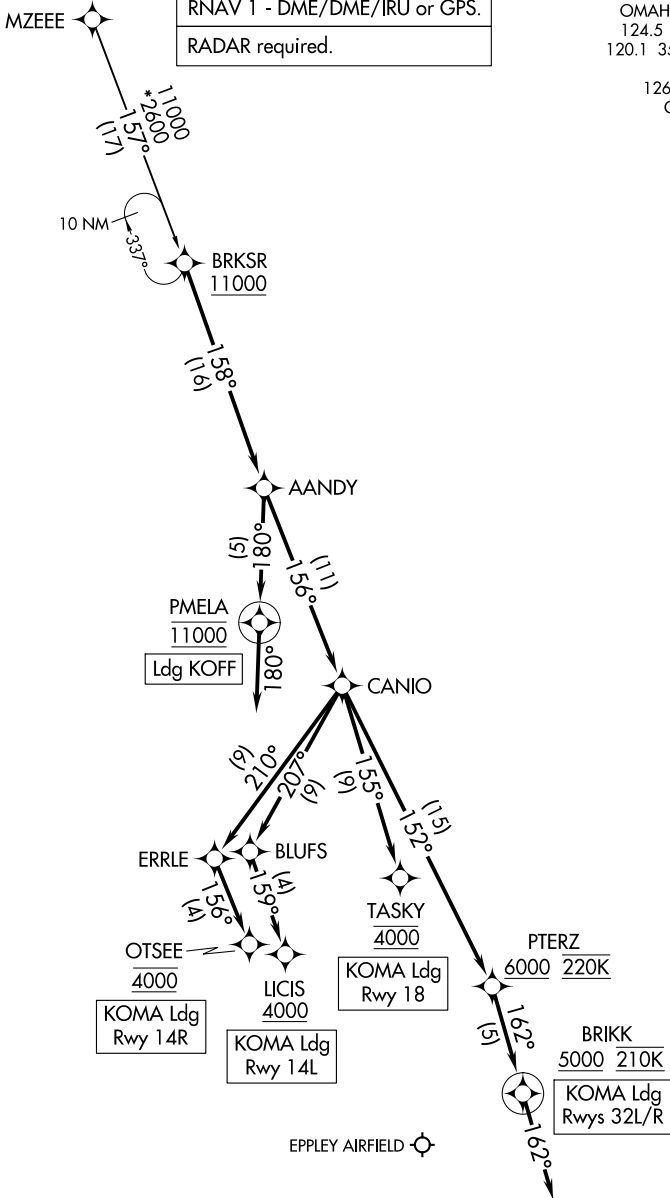 RNAV 1 - DME/DME/IRU or GPS.
RADAR required.
OMAH
124.5
120.1 35
126
MZEEE
11000
*2600
157°
(17)
10 NM
337°
BRKSR
11000
158°
(16)
AANDY
(5)
180°
(11)
156°
PMELA
11000
Ldg KOFF
180°
CANIO
(9)
210°
207°
(9)
155°
(9)
(15)
152°
ERRLE
BLUFS
156°
(4)
(4)
159°
TASKY
4000
KOMA Ldg
Rwy 18
OTSEE
4000
KOMA Ldg
Rwy 14R
LICIS
4000
KOMA Ldg
Rwy 14L
PTERZ
6000 220K
162°
(5)
BRIKK
5000 210K
KOMA Ldg
Rwys 32L/R
162°
EPPLEY AIRFIELD